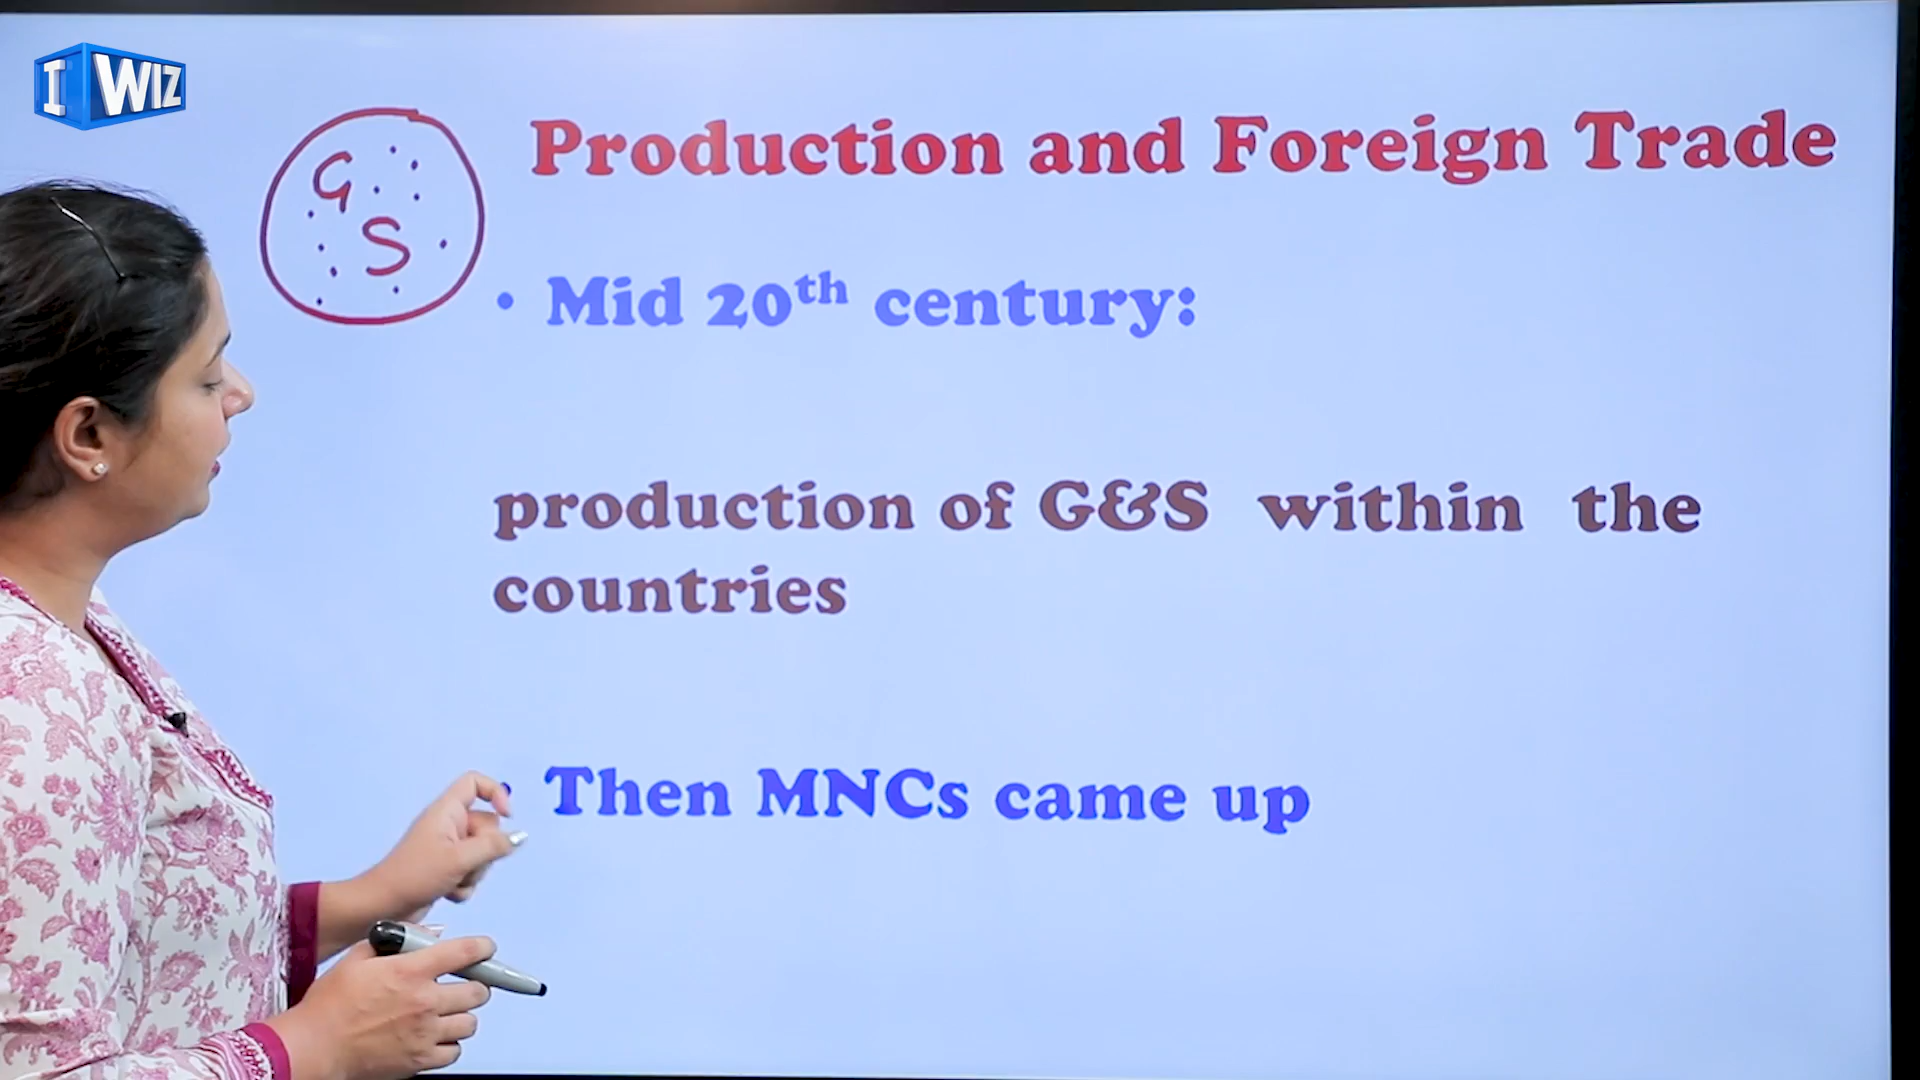 I WIZ
G
S
Production and Foreign Trade
• Mid 20th century:
production of G&S within the
countries
• Then MNCs came up